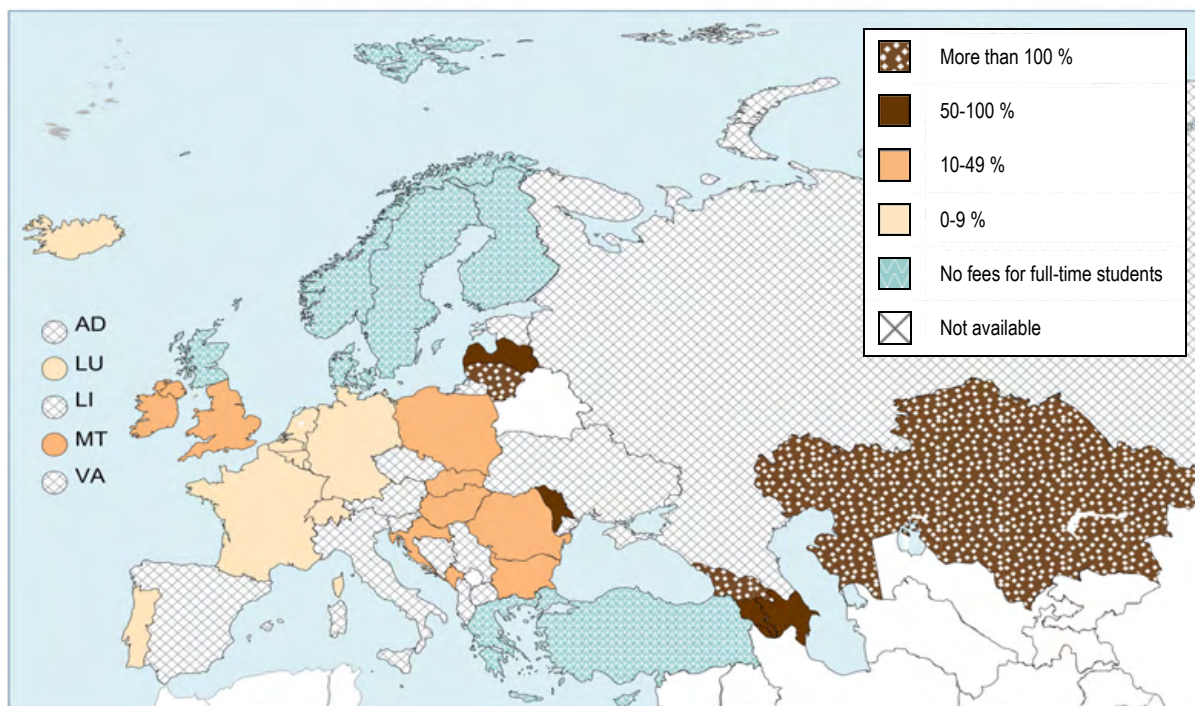 More than 100 %
50-100 %
10-49 %
0-9 %
No fees for full-time students
Not available
AD
LU
LI
MT
VA